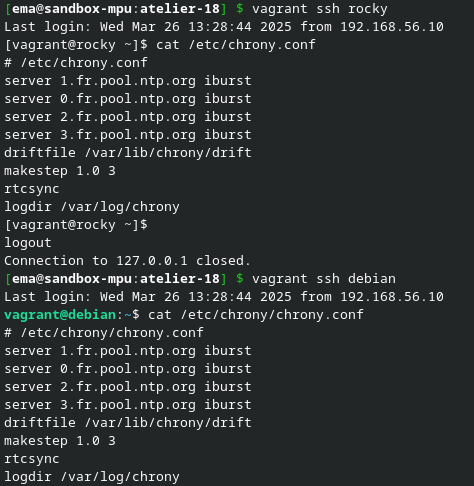 [ema@sandbox-mpu:atelier-18] $ vagrant ssh rocky
Last login: Wed Mar 26 13:28:44 2025 from 192.168.56.10
[vagrant@rocky ~]$ cat /etc/chrony.conf
# /etc/chrony.conf
server 1.fr.pool.ntp.org iburst
server 0.fr.pool.ntp.org iburst
server 2.fr.pool.ntp.org iburst
server 3.fr.pool.ntp.org iburst
driftfile /var/lib/chrony/drift
makestep 1.0 3
rtcsync
logdir /var/log/chrony
[vagrant@rocky ~]$
logout
Connection to 127.0.0.1 closed.
[ema@sandbox-mpu:atelier-18] $ vagrant ssh debian
Last login: Wed Mar 26 13:28:44 2025 from 192.168.56.10
vagrant@debian:~$ cat /etc/chrony/chrony.conf
# /etc/chrony/chrony.conf
server 1.fr.pool.ntp.org iburst
server 0.fr.pool.ntp.org iburst
server 2.fr.pool.ntp.org iburst
server 3.fr.pool.ntp.org iburst
driftfile /var/lib/chrony/drift
makestep 1.0 3
rtcsync
logdir /var/log/chrony